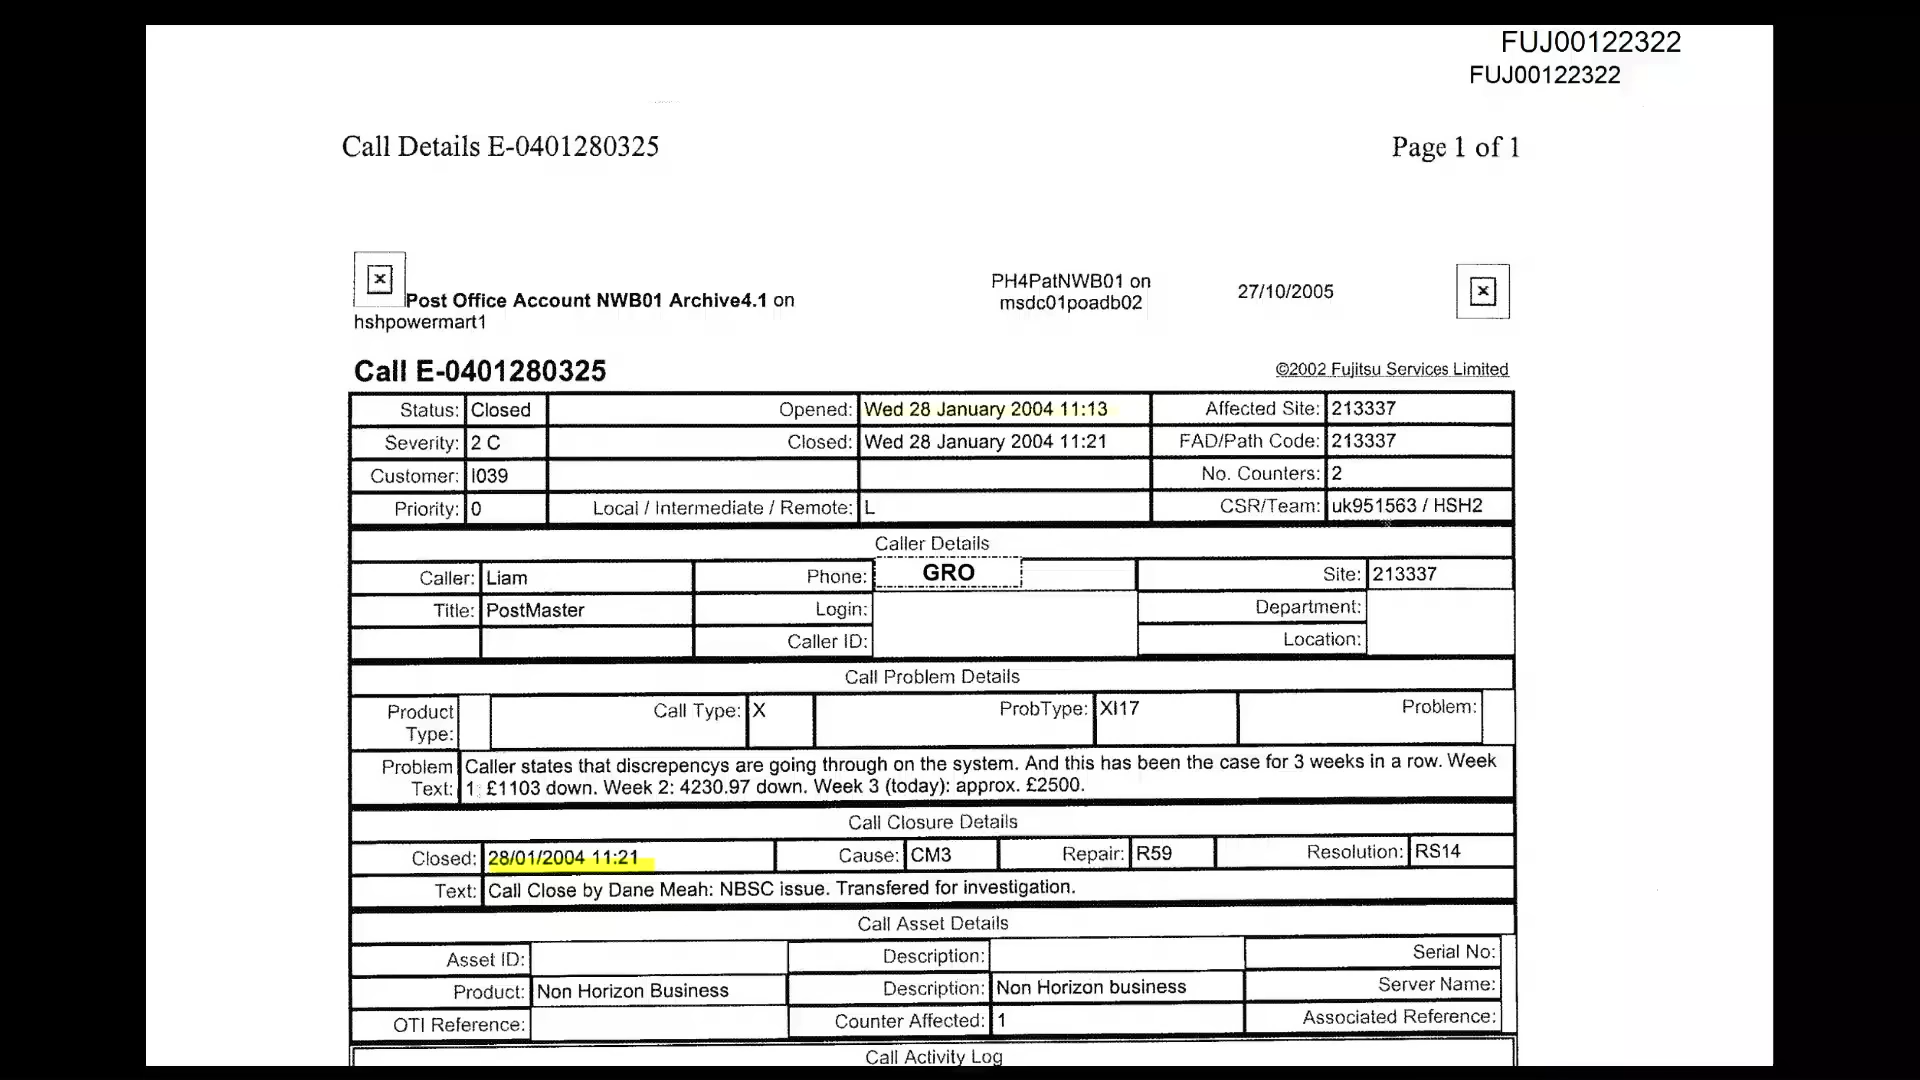 FUJ00122322
FUJ00122322
Call Details E-0401280325 Page 1 of 1
Post Office Account NWB01 Archive4.1 on
hshpowermart1
PH4PatNWB01 on
msdc01poadb02
27/10/2005
Call E-0401280325 ©2002 Fujitsu Services Limited
Status: Closed Opened: Wed 28 January 2004 11:13 Affected Site: 213337
Severity: 2 C Closed: Wed 28 January 2004 11:21 FAD/Path Code: 213337
Customer: I039 No. Counters: 2
Priority: 0 Local / Intermediate / Remote: L CSR/Team: uk951563 / HSH2
Caller Details
Caller: Liam Phone: GRO Site: 213337
Title: PostMaster Login: Department:
Caller ID: Location:
Call Problem Details
Product Type: Call Type: X ProbType: XI17 Problem:
Problem Text: Caller states that discrepencys are going through on the system. And this has been the case for 3 weeks in a row. Week
1: £1103 down. Week 2: 4230.97 down. Week 3 (today): approx. £2500.
Call Closure Details
Closed: 28/01/2004 11:21 Cause: CM3 Repair: R59 Resolution: RS14
Text: Call Close by Dane Meah: NBSC issue. Transfered for investigation.
Call Asset Details
Asset ID: Description: Serial No:
Product: Non Horizon Business Description: Non Horizon business Server Name:
OTI Reference: Counter Affected: 1 Associated Reference:
Call Activity Log